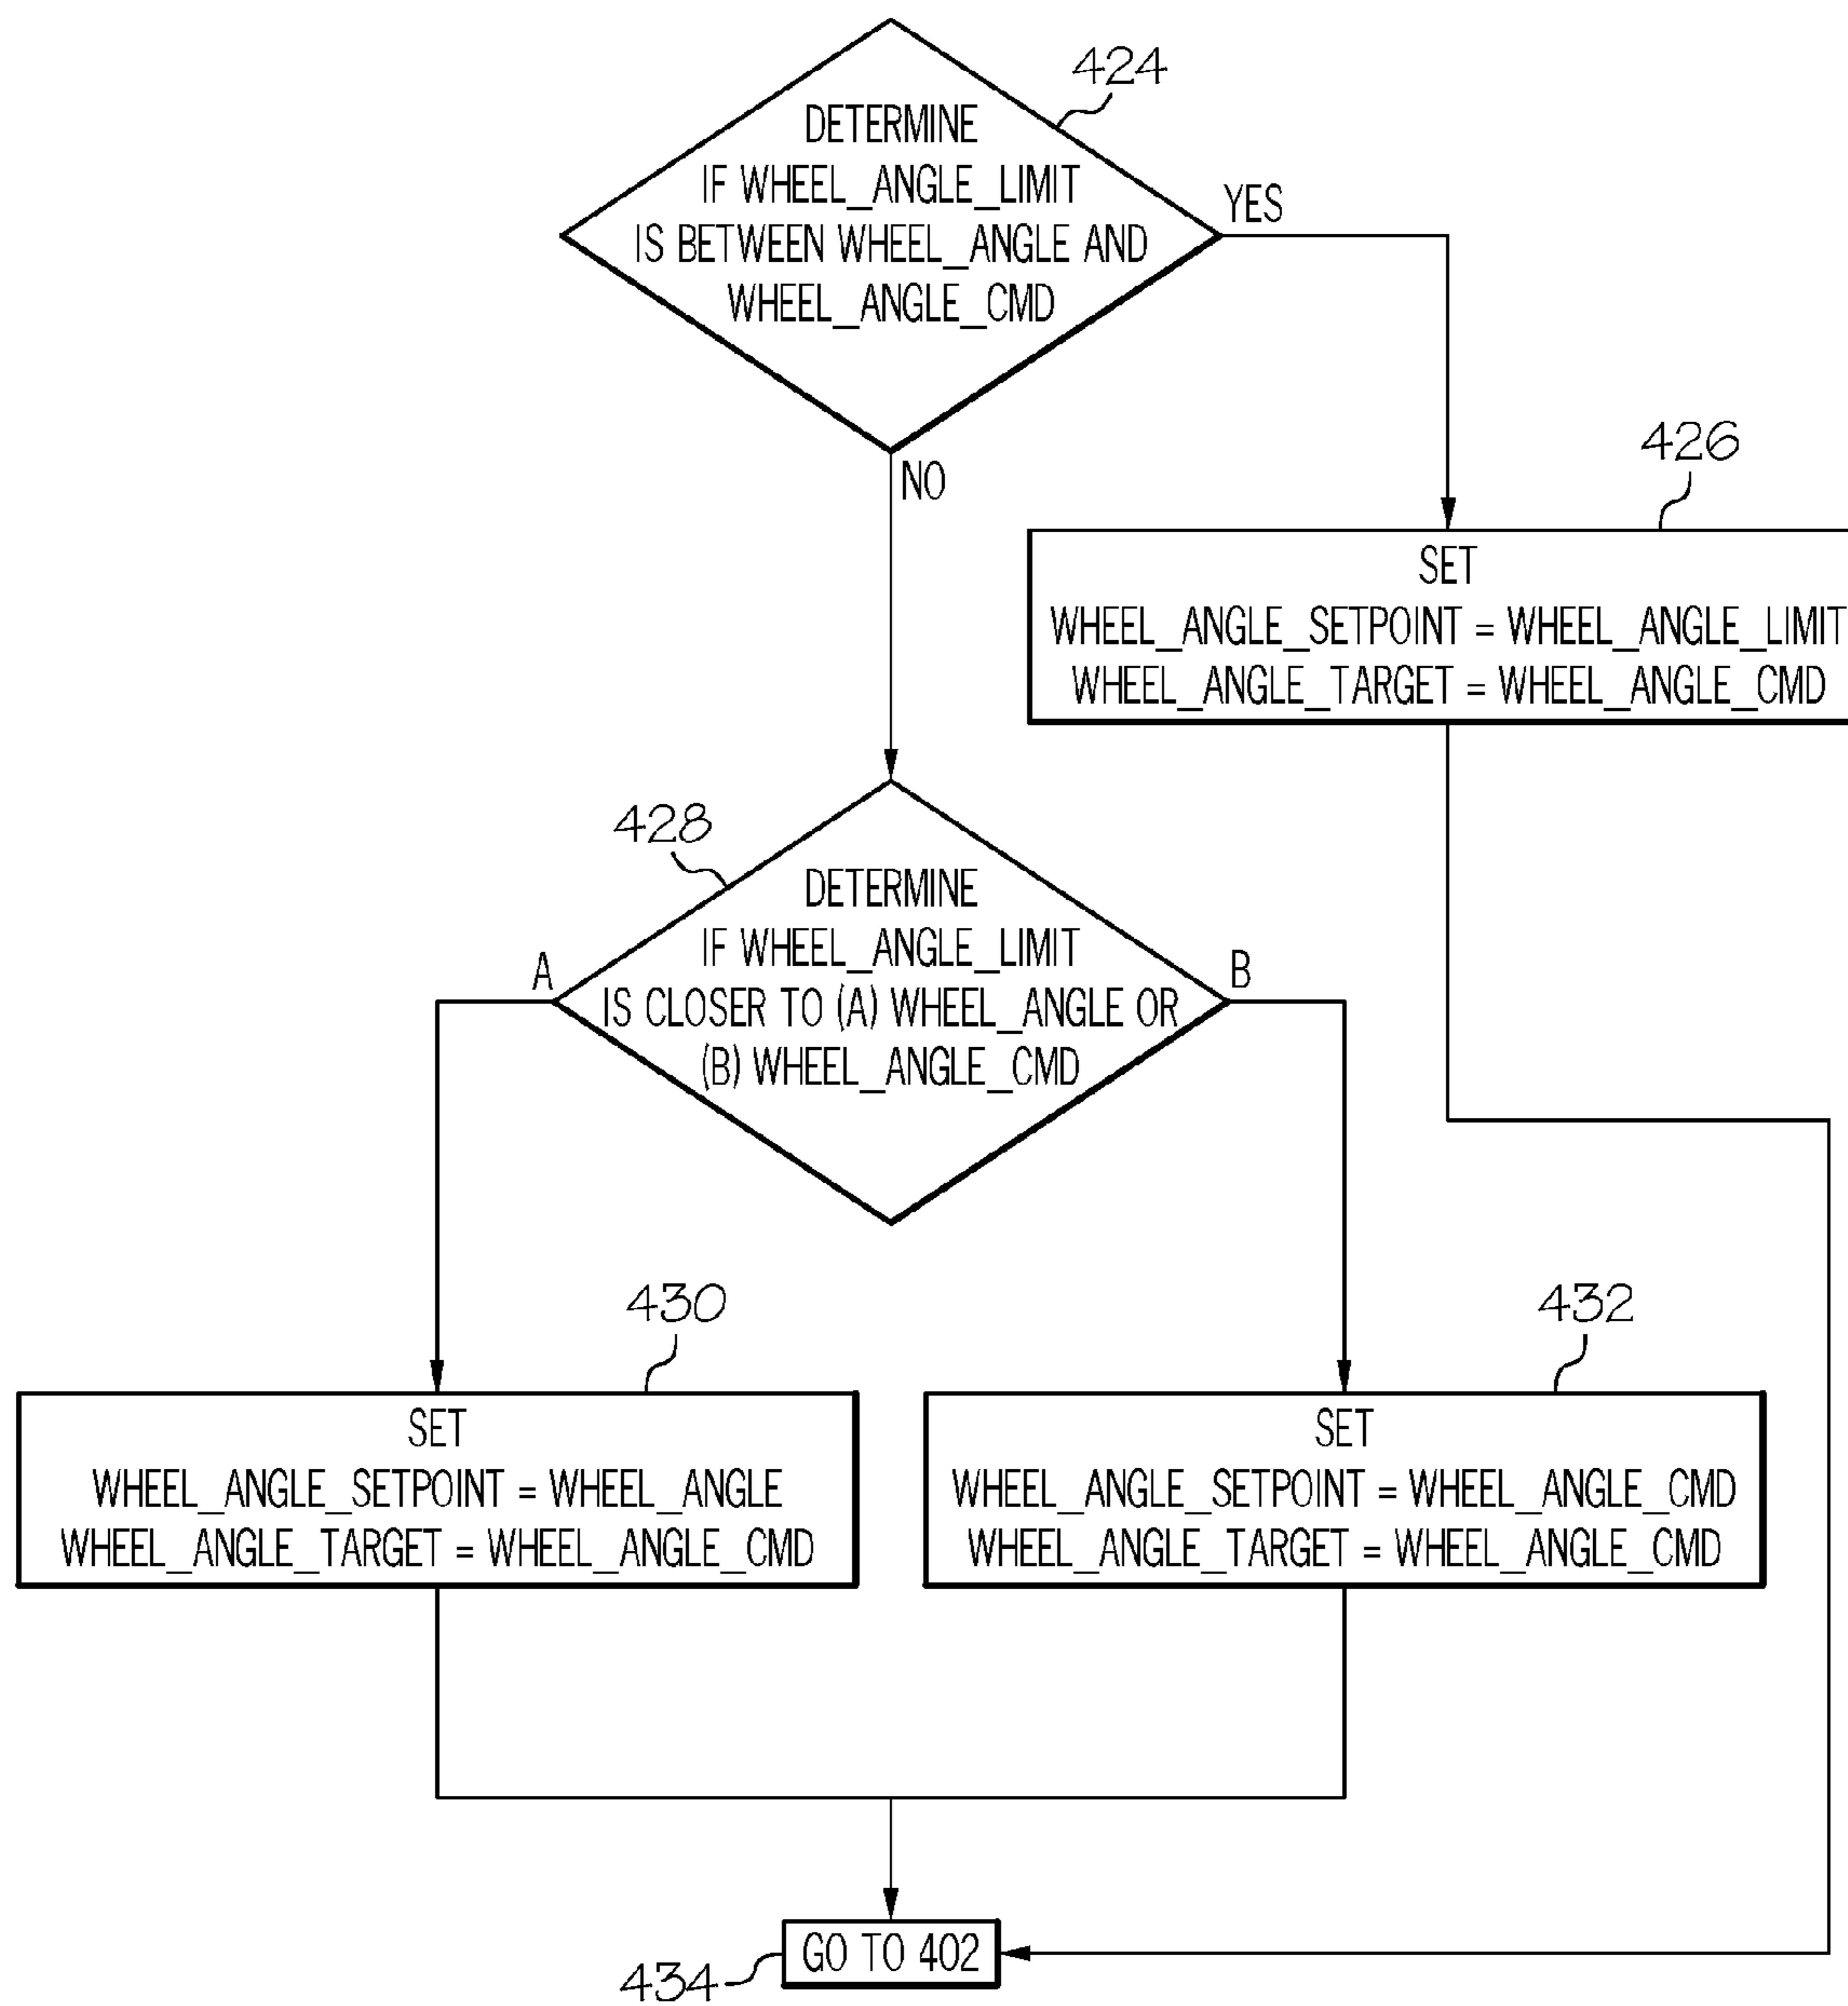 424
DETERMINE
IF WHEEL_ANGLE_LIMIT
IS BETWEEN WHEEL_ANGLE AND
WHEEL_ANGLE_CMD
YES
NO
426
SET
WHEEL_ANGLE_SETPOINT = WHEEL_ANGLE_LIMIT
WHEEL_ANGLE_TARGET = WHEEL_ANGLE_CMD
428
DETERMINE
IF WHEEL_ANGLE_LIMIT
IS CLOSER TO (A) WHEEL_ANGLE OR
(B) WHEEL_ANGLE_CMD
A
B
430
SET
WHEEL_ANGLE_SETPOINT = WHEEL_ANGLE
WHEEL_ANGLE_TARGET = WHEEL_ANGLE_CMD
432
SET
WHEEL_ANGLE_SETPOINT = WHEEL_ANGLE_CMD
WHEEL_ANGLE_TARGET = WHEEL_ANGLE_CMD
GO TO 402
434